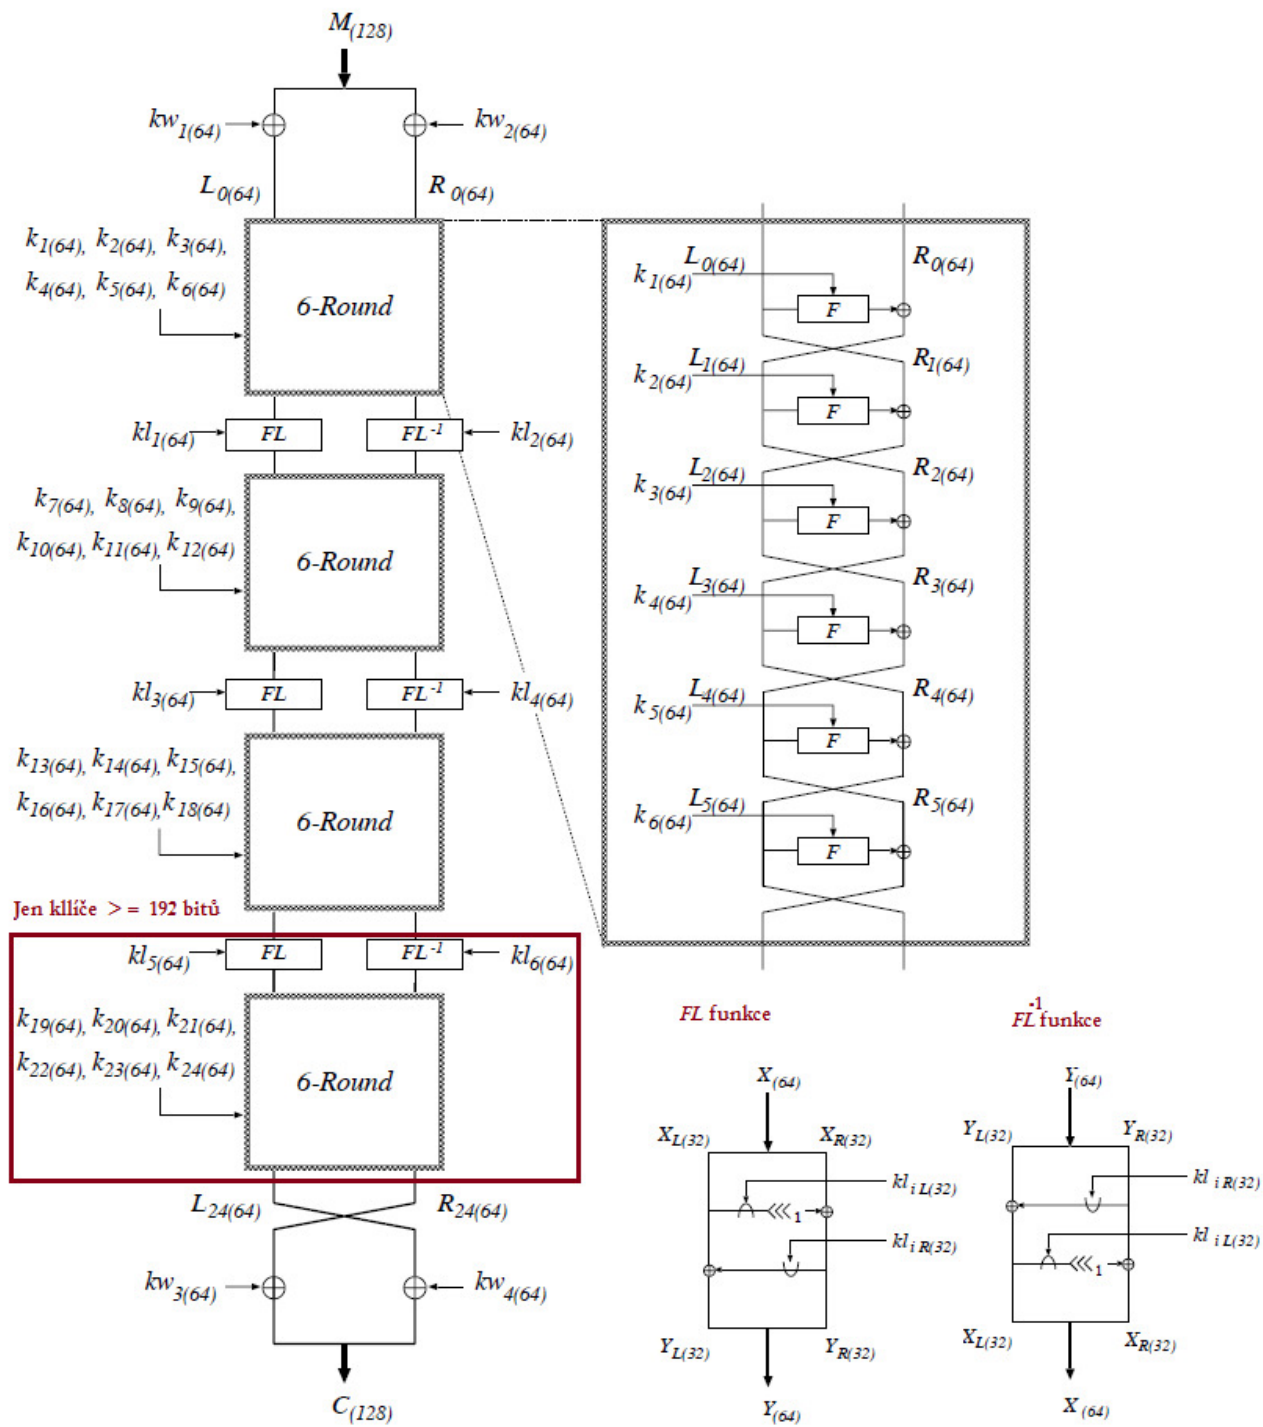 M(128)
kw1(64)
kw2(64)
L0(64)
R0(64)
k1(64), k2(64), k3(64),
k4(64), k5(64), k6(64)
6-Round
kl1(64)
FL
FL-1
kl2(64)
k7(64), k8(64), k9(64),
k10(64), k11(64), k12(64)
6-Round
kl3(64)
FL
FL-1
kl4(64)
k13(64), k14(64), k15(64),
k16(64), k17(64), k18(64)
6-Round
Jen kllíče > = 192 bitů
kl5(64)
FL
FL-1
kl6(64)
k19(64), k20(64), k21(64),
k22(64), k23(64), k24(64)
6-Round
L24(64)
R24(64)
kw3(64)
kw4(64)
C(128)
L0(64)
R0(64)
k1(64)
F
L1(64)
R1(64)
k2(64)
F
L2(64)
R2(64)
k3(64)
F
L3(64)
R3(64)
k4(64)
F
L4(64)
R4(64)
k5(64)
F
L5(64)
R5(64)
k6(64)
F
FL funkce
X(64)
XL(32)
XR(32)
kl iL(32)
<<< 1
kl iR(32)
YL(32)
YR(32)
Y(64)
FL-1 funkce
Y(64)
YL(32)
YR(32)
kl iR(32)
kl iL(32)
<<< 1
XL(32)
XR(32)
X(64)